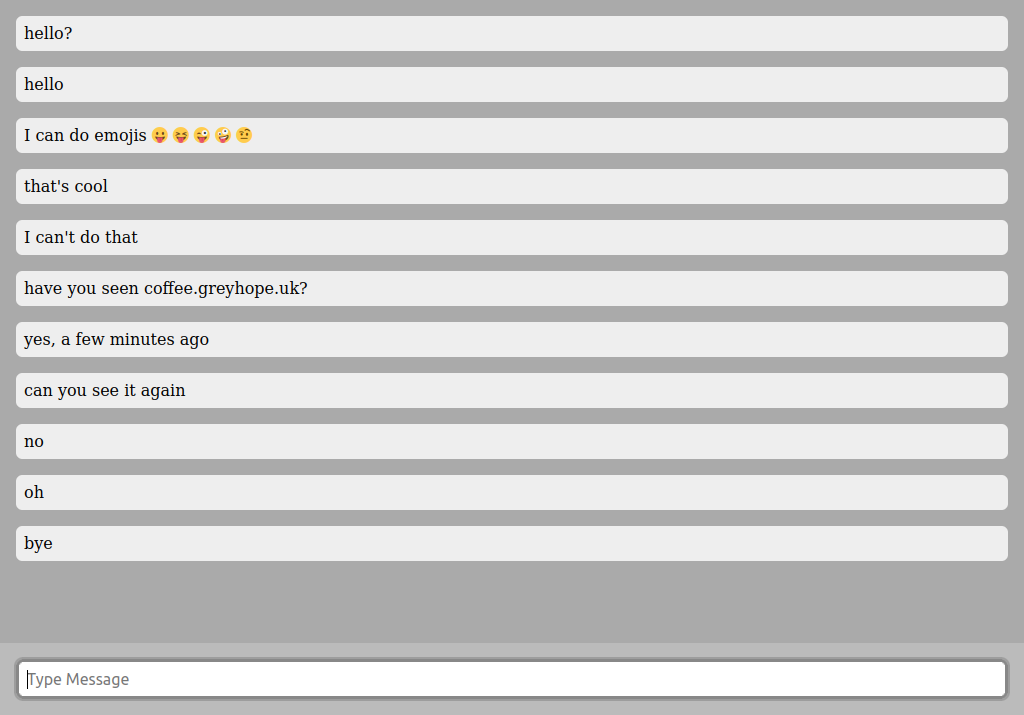 hello?
hello
I can do emojis 😛 😝 😜 🤪 🤨
that's cool
I can't do that
have you seen coffee.greyhope.uk?
yes, a few minutes ago
can you see it again
no
oh
bye
Type Message